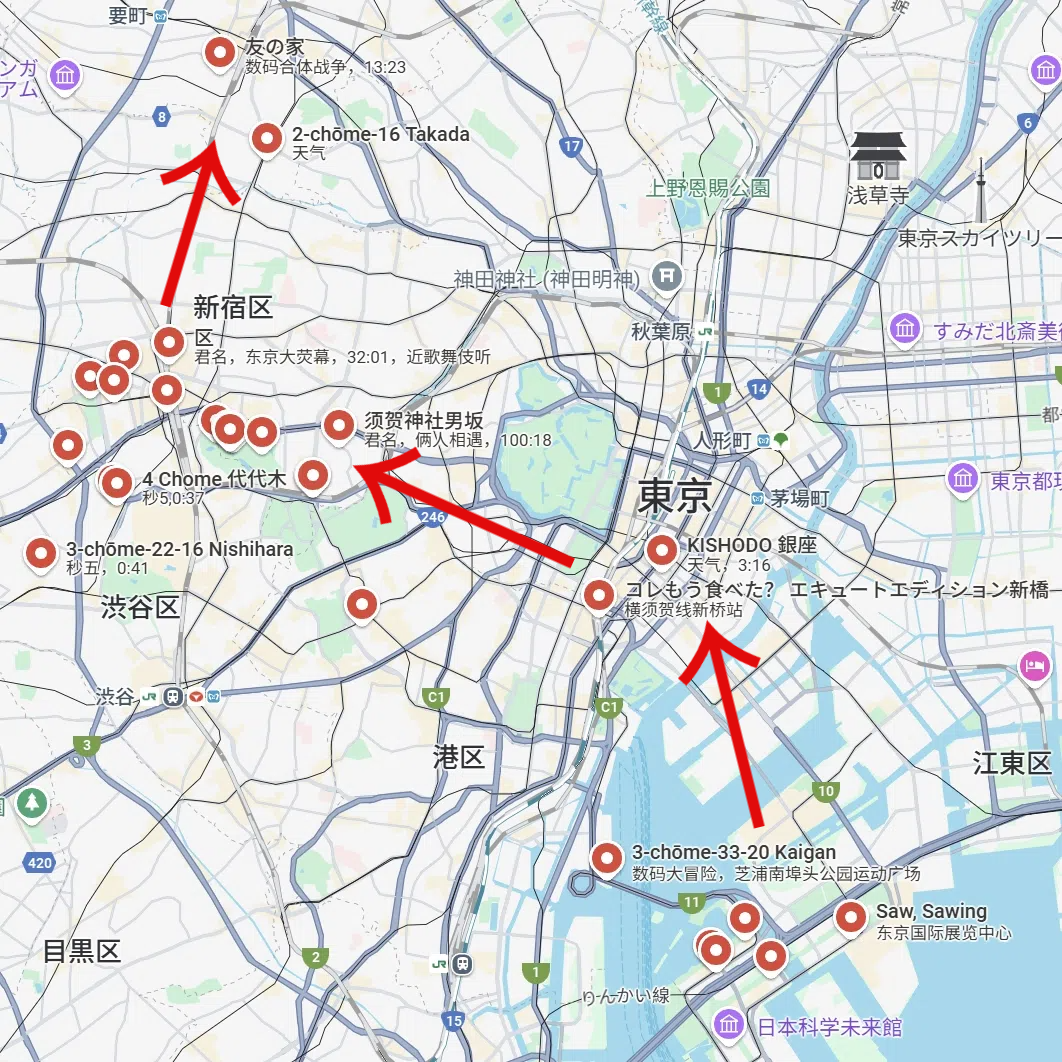 要町
友の家
数码合体战争，13:23
ンガ
アム
8
2-chōme-16 Takada
天气
17
6
上野恩賜公園
浅草寺
東京スカイツリー
神田神社 (神田明神)
新宿区
区
君名，东京大荧幕，32:01，近歌舞伎听
秋葉原
JR
すみだ北斎美
1
14
须贺神社男坂
君名，俩人相遇，100:18
人形町
都
4 Chome 代代木
秒5,0:37
246
東京
茅場町
東京都現
3-chōme-22-16 Nishihara
秒五，0:41
KISHODO 銀座
天气，3:16
コレもう食べた？ エキュートエディション新橋
横须贺线新桥站
渋谷区
渋谷
JR
C1
C1
3
港区
江東区
10
420
3-chōme-33-20 Kaigan
数码大冒险，芝浦南埠头公园运动广场
11
Saw, Sawing
东京国际展览中心
目黒区
2
JR
1
りんかい線
15
日本科学未来館